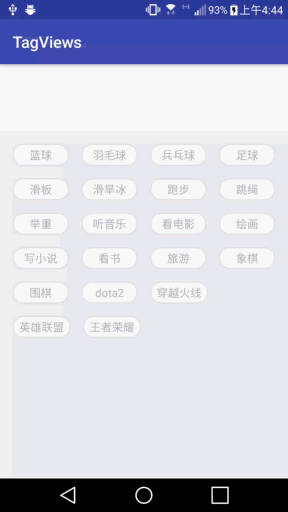 93% 上午4:44
TagViews
篮球 羽毛球 乒乓球 足球
滑板 滑旱冰 跑步 跳绳
举重 听音乐 看电影 绘画
写小说 看书 旅游 象棋
围棋 dota2 穿越火线
英雄联盟 王者荣耀